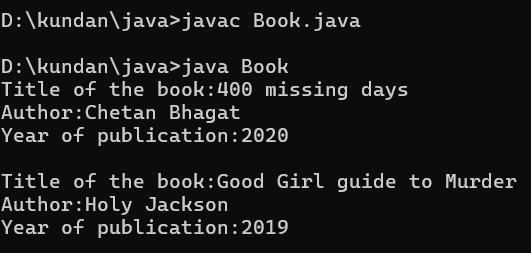 D:\kundan\java>javac Book.java
D:\kundan\java>java Book
Title of the book:400 missing days
Author:Chetan Bhagat
Year of publication:2020
Title of the book:Good Girl guide to Murder
Author:Holy Jackson
Year of publication:2019